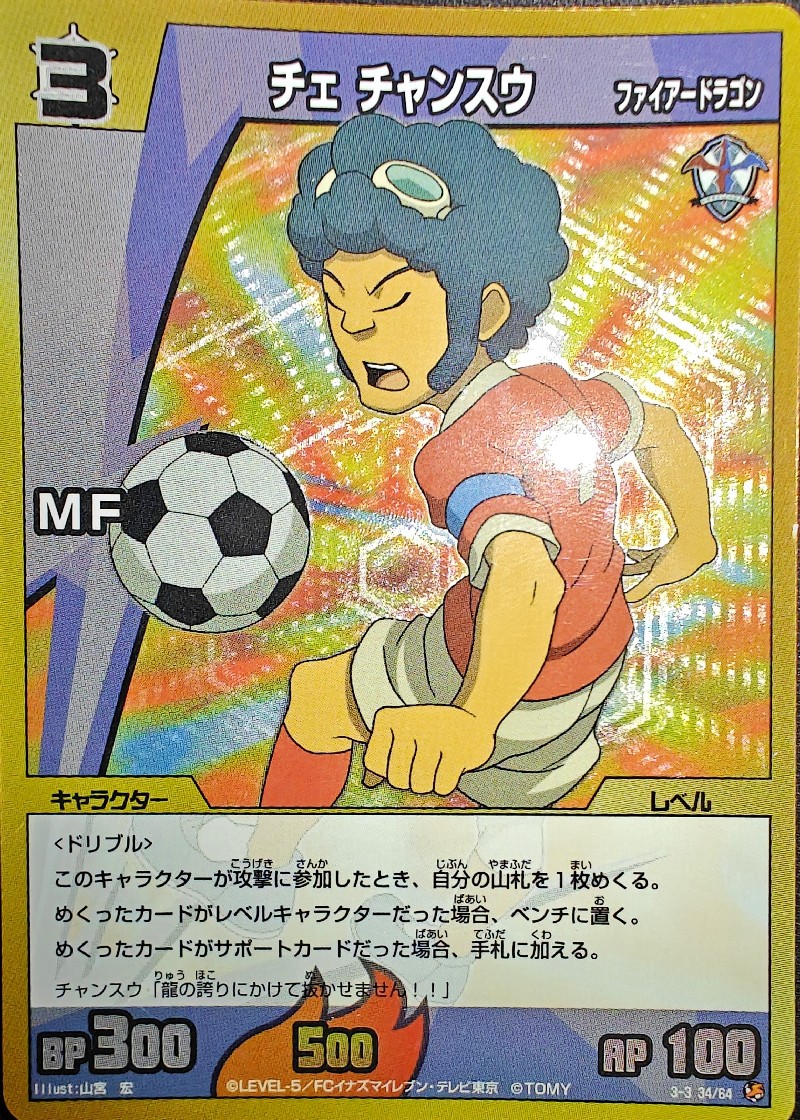 3
チェ チャンスウ
ファイアードラゴン
MF
キャラクター
レベル
<ドリブル>
このキャラクターが攻撃に参加したとき、自分の山札を1枚めくる。
めくったカードがレベルキャラクターだった場合、ベンチに置く。
めくったカードがサポートカードだった場合、手札に加える。
チャンスウ「龍の誇りにかけて抜かせません!!」
BP300
500
AP 100
Illust:山宮 宏
©LEVEL-5/FCイナズマイレブン・テレビ東京 ©TOMY
3-3 34/64